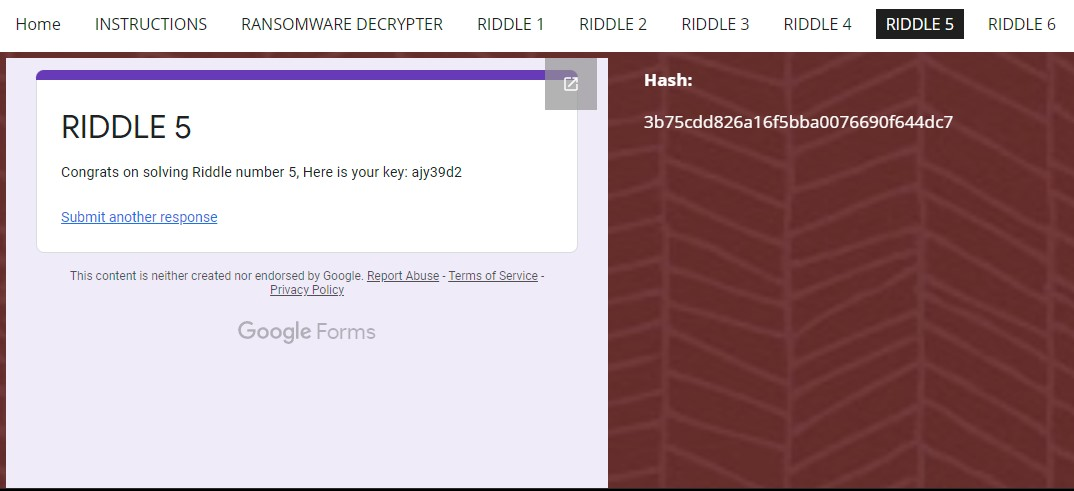 Home INSTRUCTIONS RANSOMWARE DECRYPTER RIDDLE 1 RIDDLE 2 RIDDLE 3 RIDDLE 4 RIDDLE 5 RIDDLE 6
RIDDLE 5
Congrats on solving Riddle number 5, Here is your key: ajy39d2
Submit another response
This content is neither created nor endorsed by Google. Report Abuse - Terms of Service -
Privacy Policy
Google Forms
Hash:
3b75cdd826a16f5bba0076690f644dc7